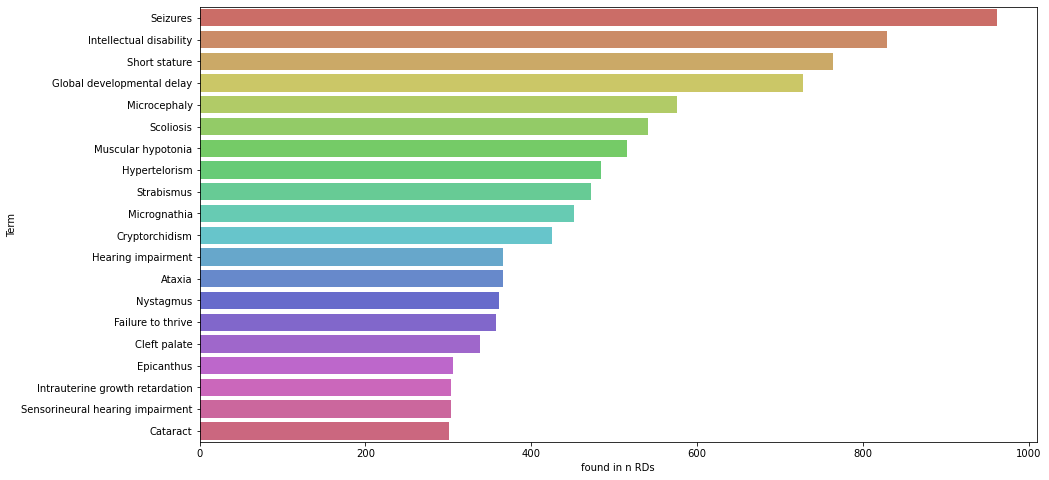 Term
Seizures
Intellectual disability
Short stature
Global developmental delay
Microcephaly
Scoliosis
Muscular hypotonia
Hypertelorism
Strabismus
Micrognathia
Cryptorchidism
Hearing impairment
Ataxia
Nystagmus
Failure to thrive
Cleft palate
Epicanthus
Intrauterine growth retardation
Sensorineural hearing impairment
Cataract
0 200 400 600 800 1000
found in n RDs